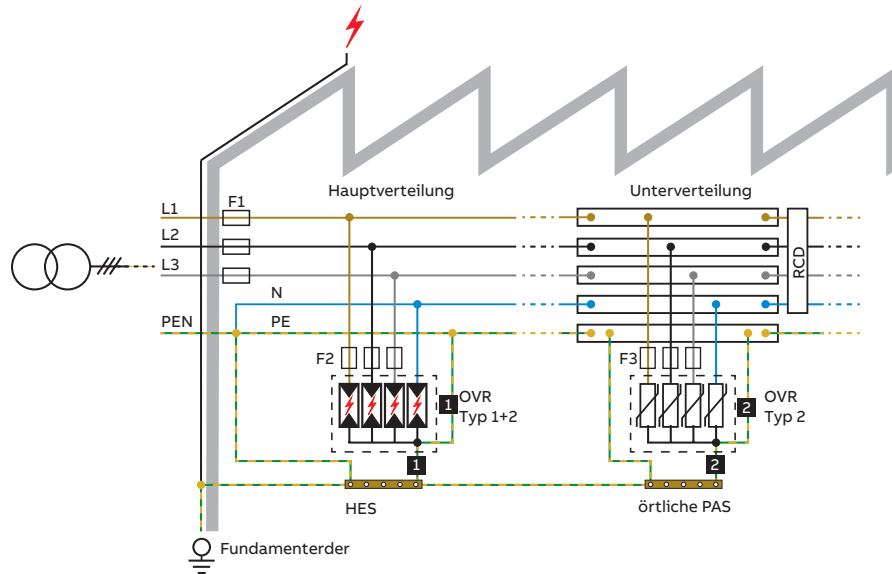 Hauptverteilung
Unterverteilung
L1
F1
L2
L3
RCD
N
PEN
PE
F2
F3
1
OVR
Typ 1+2
2
OVR
Typ 2
1
2
HES
örtliche PAS
Fundamenterder